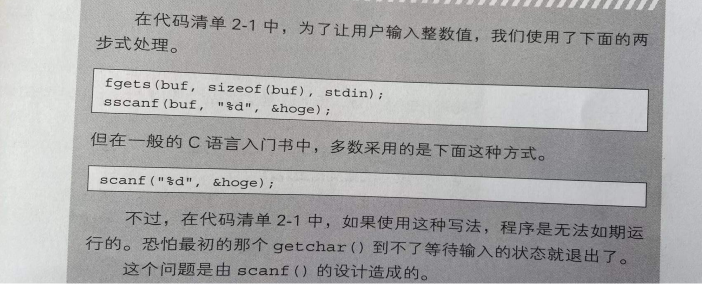 在代码清单 2-1 中，为了让用户输入整数值，我们使用了下面的两
步式处理。
fgets(buf, sizeof(buf), stdin);
sscanf(buf, "%d", &hoge);
但在一般的 C 语言入门书中，多数采用的是下面这种方式。
scanf("%d", &hoge);
不过，在代码清单 2-1 中，如果使用这种写法，程序是无法如期运
行的。恐怕最初的那个 getchar() 到不了等待输入的状态就退出了。
这个问题是由 scanf() 的设计造成的。